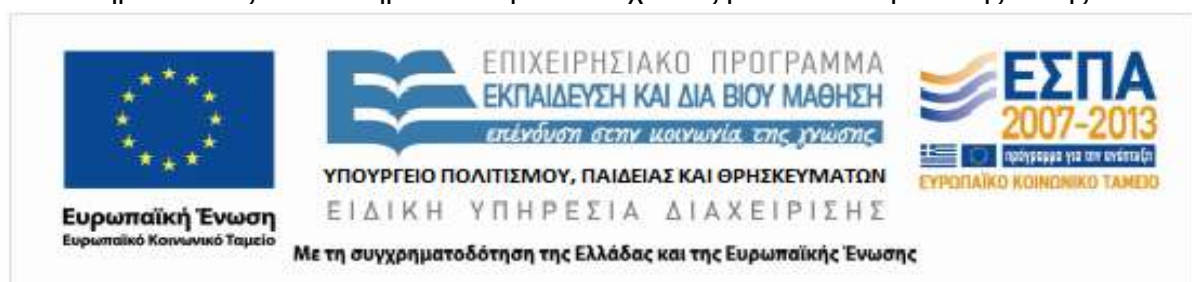 ΕΠΙΧΕΙΡΗΣΙΑΚΟ ΠΡΟΓΡΑΜΜΑ
ΕΚΠΑΙΔΕΥΣΗ ΚΑΙ ΔΙΑ ΒΙΟΥ ΜΑΘΗΣΗ
επένδυση στην κοινωνία της γνώσης
ΥΠΟΥΡΓΕΙΟ ΠΟΛΙΤΙΣΜΟΥ, ΠΑΙΔΕΙΑΣ ΚΑΙ ΘΡΗΣΚΕΥΜΑΤΩΝ
ΕΙΔΙΚΗ ΥΠΗΡΕΣΙΑ ΔΙΑΧΕΙΡΙΣΗΣ
Ευρωπαϊκή Ένωση
Ευρωπαϊκό Κοινωνικό Ταμείο
Με τη συγχρηματοδότηση της Ελλάδας και της Ευρωπαϊκής Ένωσης
ΕΣΠΑ
2007-2013
πρόγραμμα για την ανάπτυξη
ΕΥΡΩΠΑΪΚΟ ΚΟΙΝΩΝΙΚΟ ΤΑΜΕΙΟ